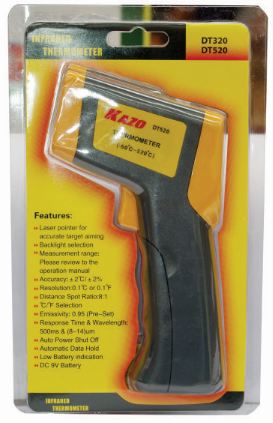 INFRARED
THERMOMETER
DT320
DT520
KAZO DT520
THERMOMETER
Features:
Laser pointer for
accurate target aiming
Backlight selection
Measurement range:
Please review to the
operation manual
Accuracy: ± 2℃/ ± 2%
Resolution:0.1℃ or 0.1℉
Distance Spot Ratio:8:1
℃/℉ Selection
Emissivity: 0.95 (Pre-Set)
Response Time & Wavelength:
500ms & (8-14)um
Auto Power Shut Off
Automatic Data Hold
Low Battery indication
DC 9V Battery
INFRARED
THERMOMETER